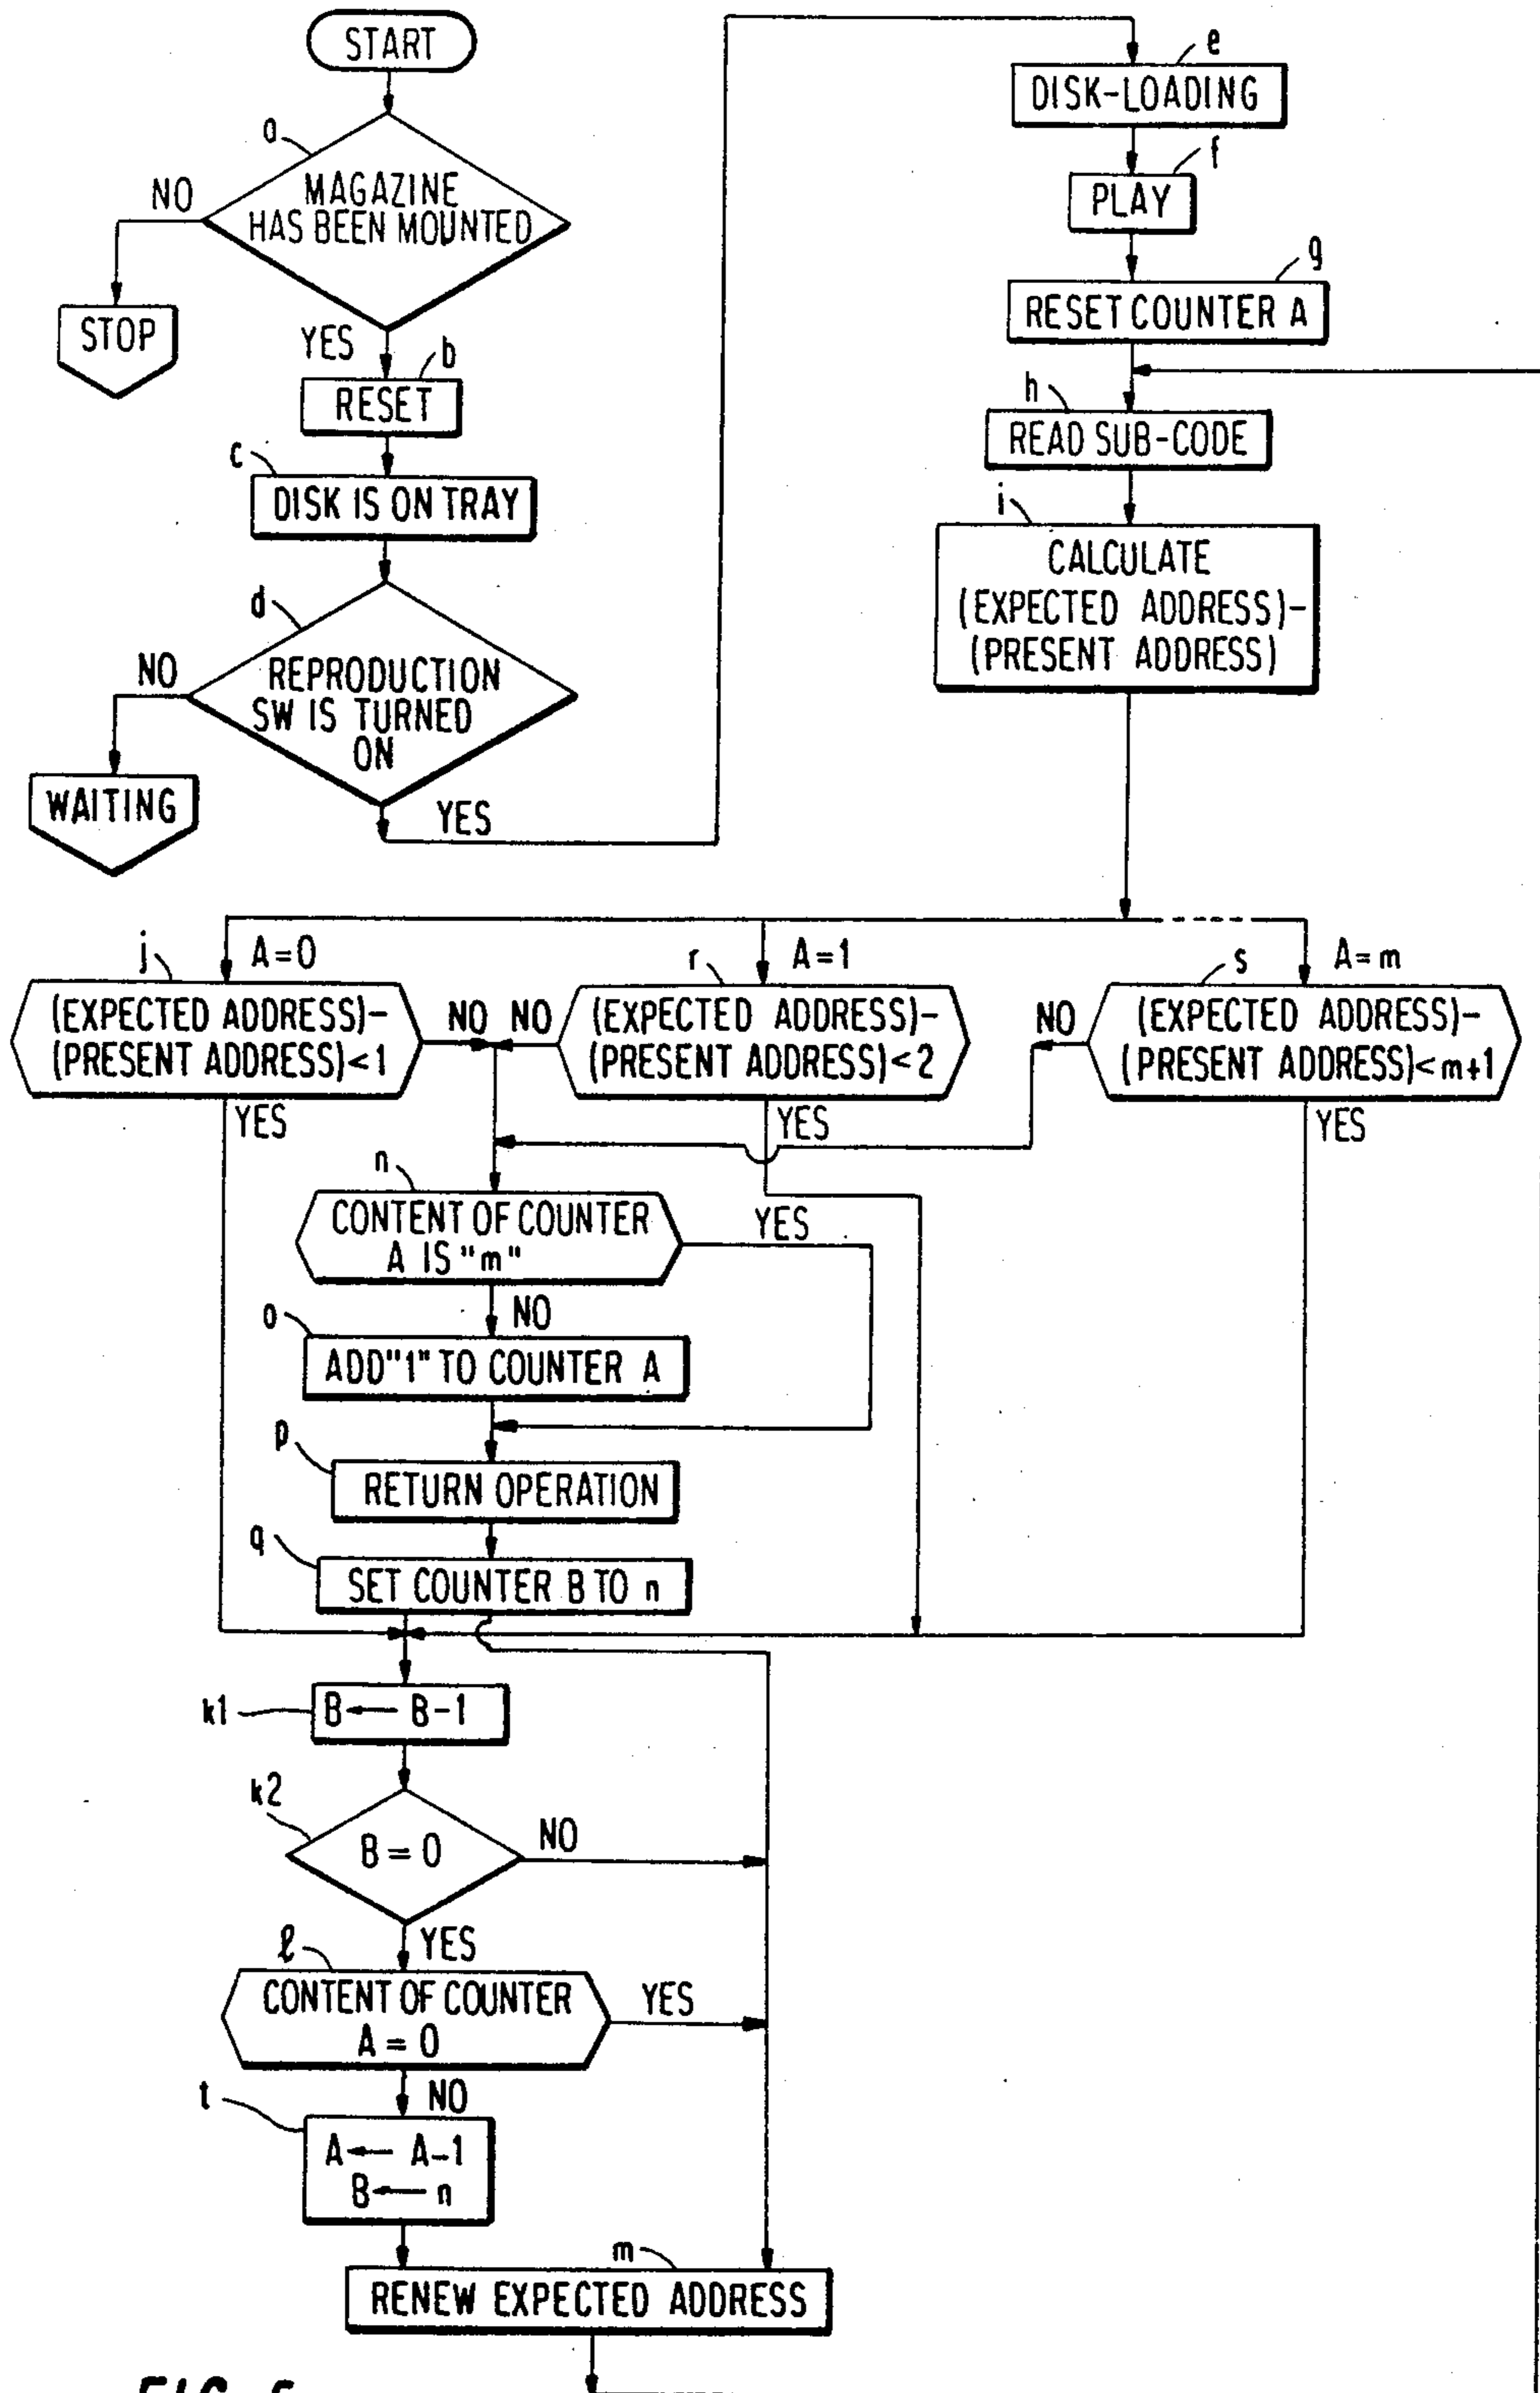 START
a
MAGAZINE
HAS BEEN MOUNTED
NO
STOP
YES
b
RESET
c
DISK IS ON TRAY
d
REPRODUCTION
SW IS TURNED
ON
NO
WAITING
YES
e
DISK-LOADING
f
PLAY
g
RESET COUNTER A
h
READ SUB-CODE
i
CALCULATE
(EXPECTED ADDRESS)-
(PRESENT ADDRESS)
j
A=0
(EXPECTED ADDRESS)-
(PRESENT ADDRESS)<1
NO
YES
r
A=1
(EXPECTED ADDRESS)-
(PRESENT ADDRESS)<2
NO
YES
s
A=m
(EXPECTED ADDRESS)-
(PRESENT ADDRESS)<m+1
NO
YES
n
CONTENT OF COUNTER
A IS "m"
YES
NO
o
ADD"1" TO COUNTER A
p
RETURN OPERATION
q
SET COUNTER B TO n
k1
B ← B-1
k2
B = 0
NO
YES
ℓ
CONTENT OF COUNTER
A = 0
YES
NO
t
A ← A-1
B ← n
m
RENEW EXPECTED ADDRESS